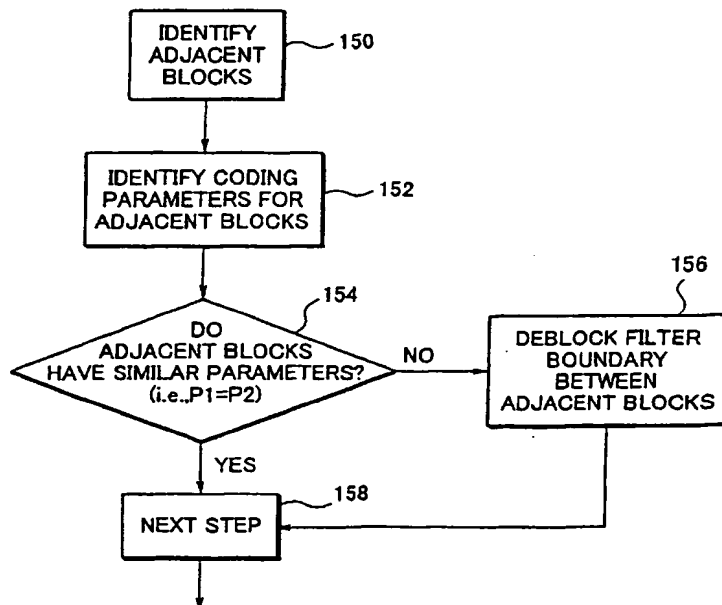 IDENTIFY
ADJACENT
BLOCKS
150
IDENTIFY CODING
PARAMETERS FOR
ADJACENT BLOCKS
152
154
DO
ADJACENT BLOCKS
HAVE SIMILAR PARAMETERS?
(i.e.,P1=P2)
NO
156
DEBLOCK FILTER
BOUNDARY
BETWEEN
ADJACENT BLOCKS
YES
158
NEXT STEP